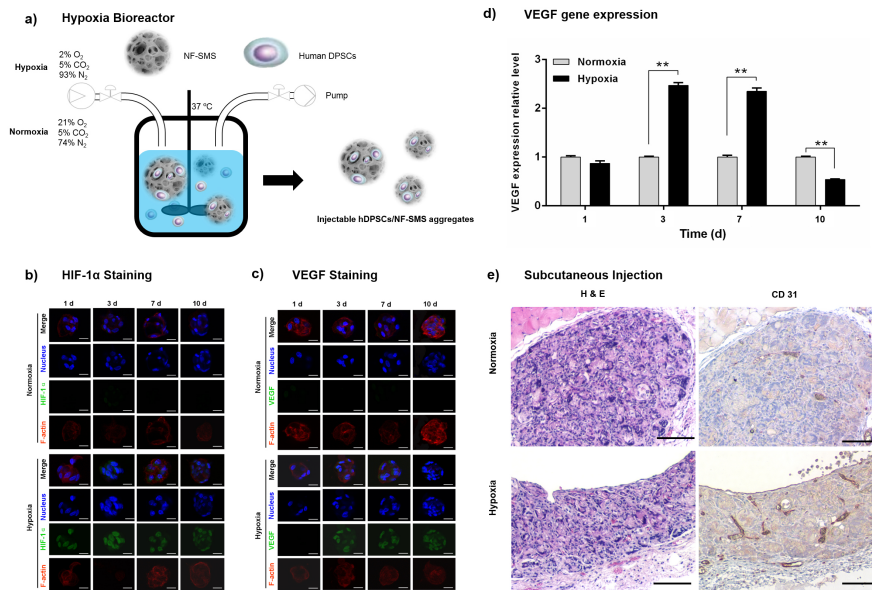 a) Hypoxia Bioreactor
Hypoxia
2% O₂
5% CO₂
93% N₂
NF-SMS
Human DPSCs
Pump
37 ºC
Normoxia
21% O₂
5% CO₂
74% N₂
Injectable hDPSCs/NF-SMS aggregates
b) HIF-1α Staining
1 d 3 d 7 d 10 d
Normoxia
Merge
Nucleus
HIF-1 α
F-actin
Hypoxia
Merge
Nucleus
HIF-1 α
F-actin
c) VEGF Staining
1 d 3 d 7 d 10 d
Normoxia
Merge
Nucleus
VEGF
F-actin
Hypoxia
Merge
Nucleus
VEGF
F-actin
d) VEGF gene expression
VEGF expression relative level
3
2
1
0
Normoxia
Hypoxia
**
**
**
1 3 7 10
Time (d)
e) Subcutaneous Injection
H & E CD 31
Normoxia
Hypoxia